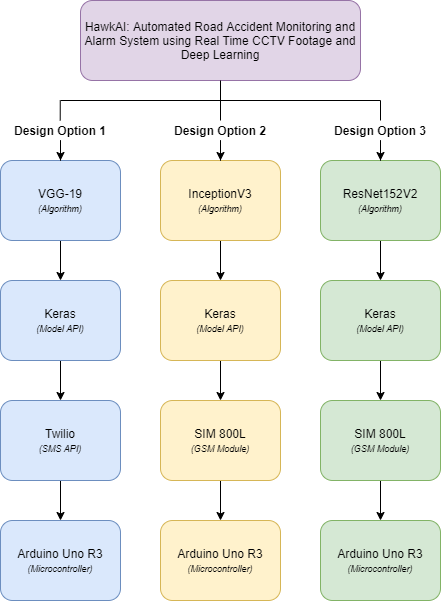 HawkAI: Automated Road Accident Monitoring and
Alarm System using Real Time CCTV Footage and
Deep Learning
Design Option 1
Design Option 2
Design Option 3
VGG-19
(Algorithm)
InceptionV3
(Algorithm)
ResNet152V2
(Algorithm)
Keras
(Model API)
Keras
(Model API)
Keras
(Model API)
Twilio
(SMS API)
SIM 800L
(GSM Module)
SIM 800L
(GSM Module)
Arduino Uno R3
(Microcontroller)
Arduino Uno R3
(Microcontroller)
Arduino Uno R3
(Microcontroller)